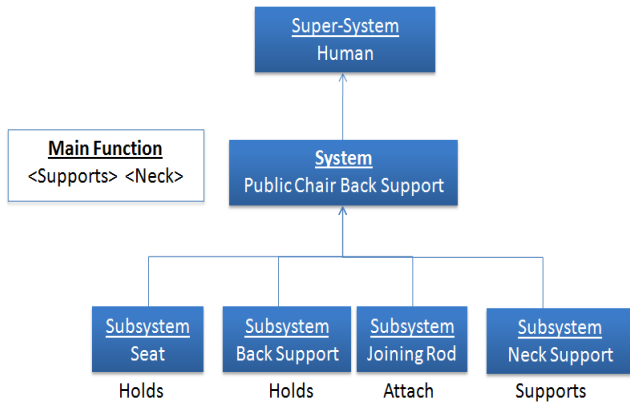 Super-System
Human
Main Function
<Supports> <Neck>
System
Public Chair Back Support
Subsystem
Seat
Subsystem
Back Support
Subsystem
Joining Rod
Subsystem
Neck Support
Holds
Holds
Attach
Supports